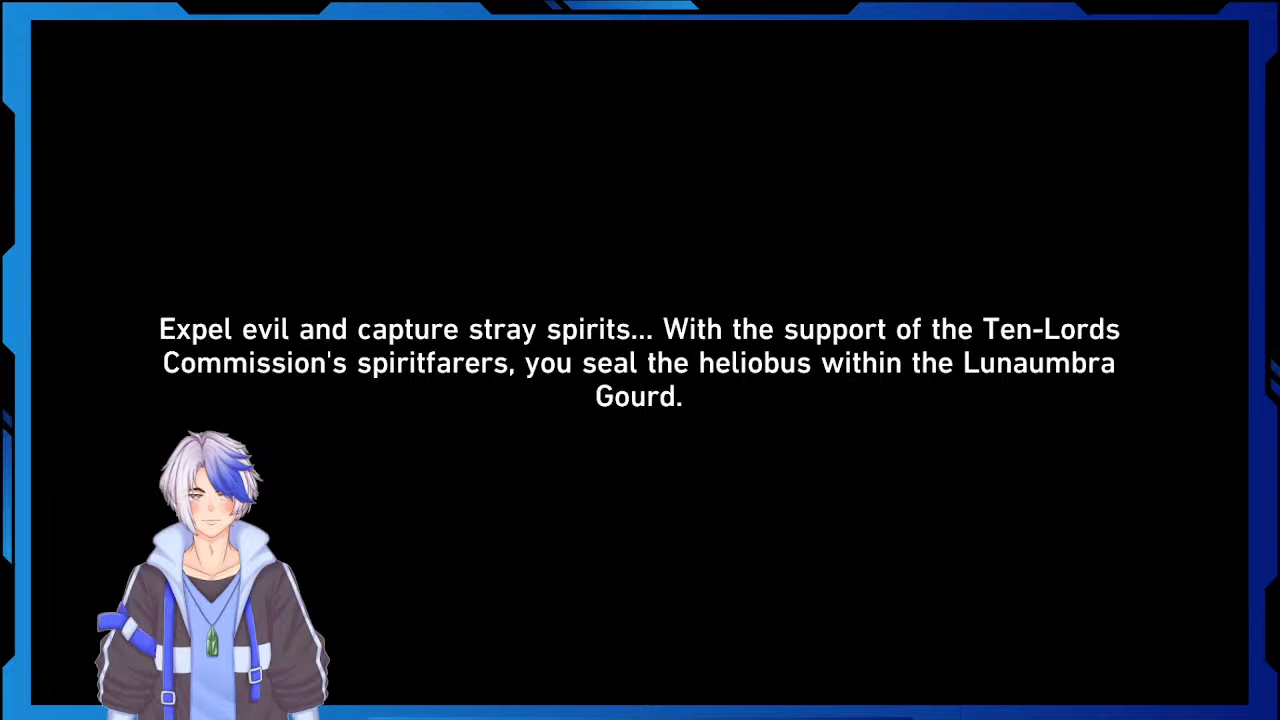 Expel evil and capture stray spirits... With the support of the Ten-Lords
Commission's spiritfarers, you seal the heliobus within the Lunaumbra
Gourd.